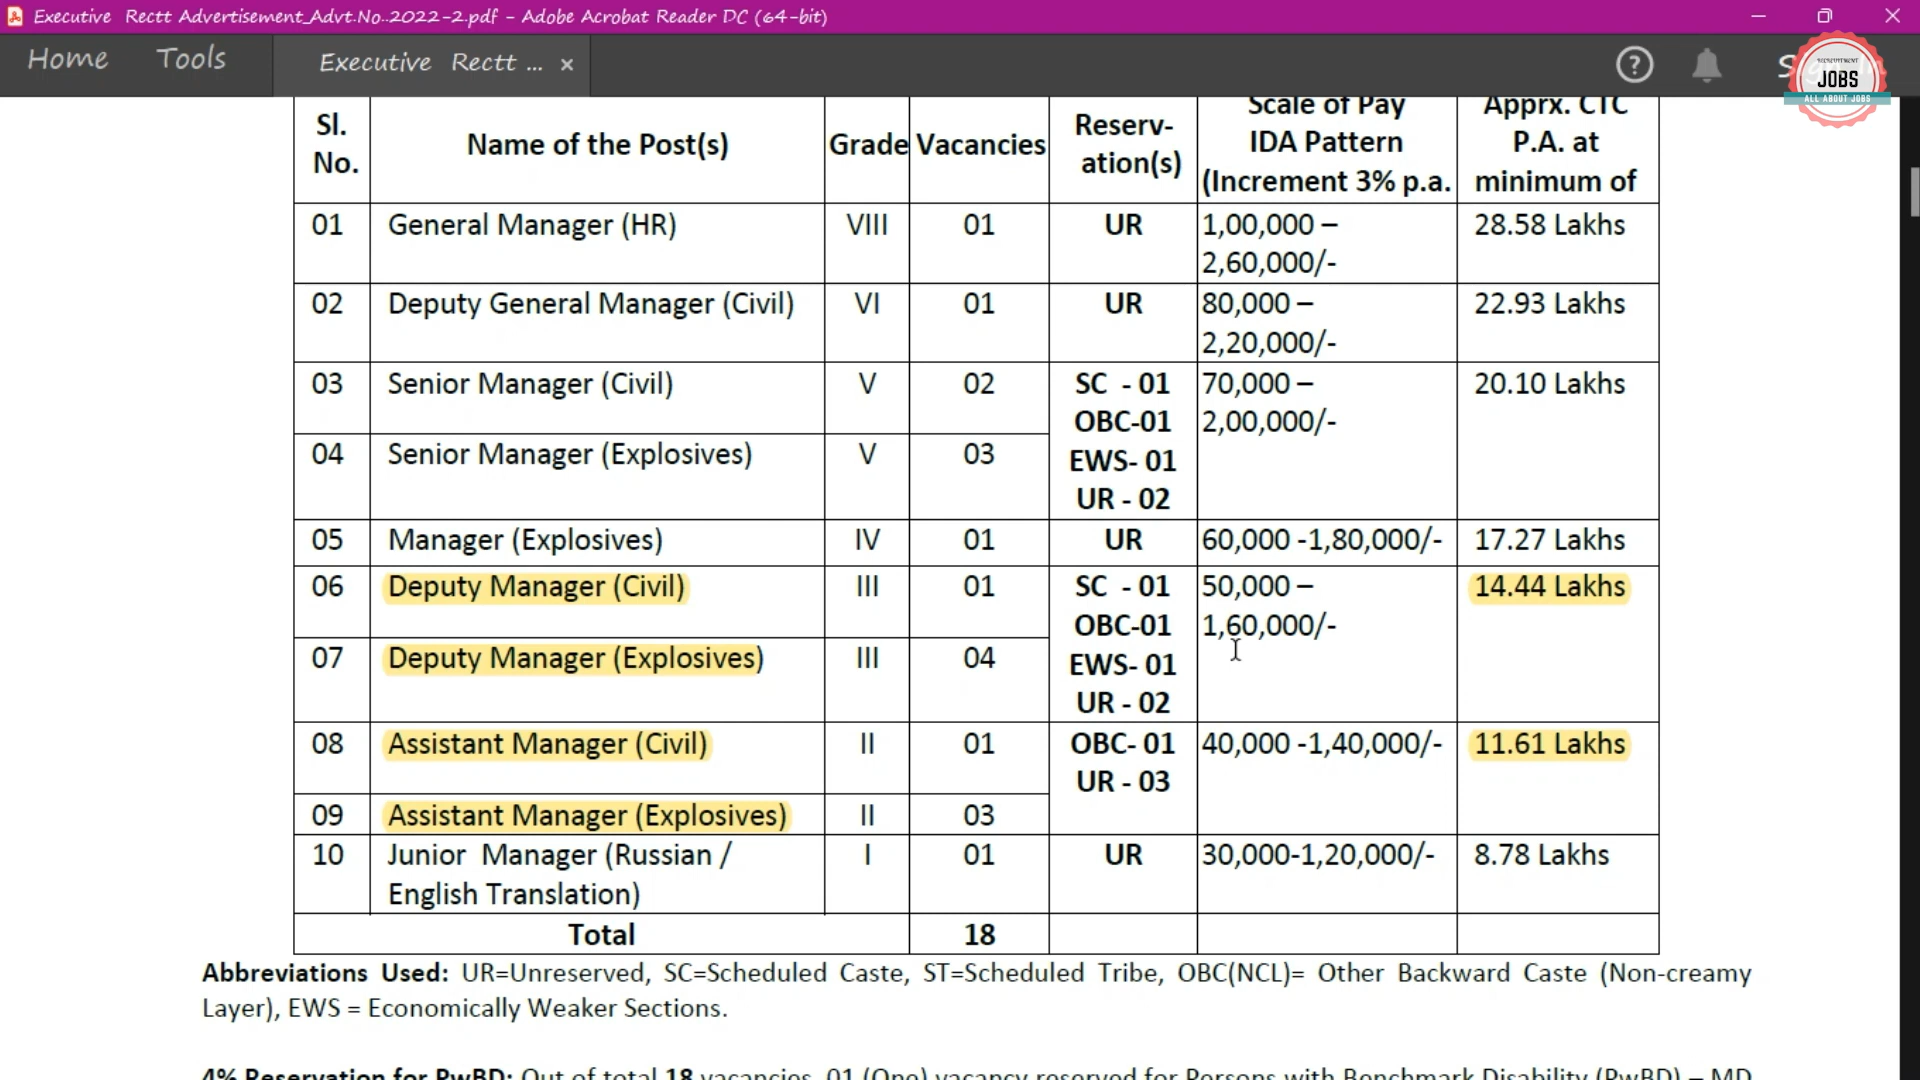 Executive Rectt Advertisement_Advt.No..2022-2.pdf - Adobe Acrobat Reader DC (64-bit)
Home Tools Executive Rectt ... ×
RECRUITMENT
JOBS
ALL ABOUT JOBS
Sl. No. Name of the Post(s) Grade Vacancies Reserv-ation(s) Scale of Pay IDA Pattern (Increment 3% p.a. Apprx. CTC P.A. at minimum of
01 General Manager (HR) VIII 01 UR 1,00,000 – 28.58 Lakhs
2,60,000/-
02 Deputy General Manager (Civil) VI 01 UR 80,000 – 22.93 Lakhs
2,20,000/-
03 Senior Manager (Civil) V 02 SC - 01 70,000 – 20.10 Lakhs
OBC-01 2,00,000/-
04 Senior Manager (Explosives) V 03 EWS- 01
UR - 02
05 Manager (Explosives) IV 01 UR 60,000 -1,80,000/- 17.27 Lakhs
06 Deputy Manager (Civil) III 01 SC - 01 50,000 – 14.44 Lakhs
OBC-01 1,60,000/-
07 Deputy Manager (Explosives) III 04 EWS- 01
UR - 02
08 Assistant Manager (Civil) II 01 OBC- 01 40,000 -1,40,000/- 11.61 Lakhs
UR - 03
09 Assistant Manager (Explosives) II 03
10 Junior Manager (Russian / I 01 UR 30,000-1,20,000/- 8.78 Lakhs
English Translation)
Total 18
Abbreviations Used: UR=Unreserved, SC=Scheduled Caste, ST=Scheduled Tribe, OBC(NCL)= Other Backward Caste (Non-creamy
Layer), EWS = Economically Weaker Sections.
4% Reservation for PwBD: Out of total 18 vacancies, 01 (One) vacancy reserved for Persons with Benchmark Disability (PwBD) – MD